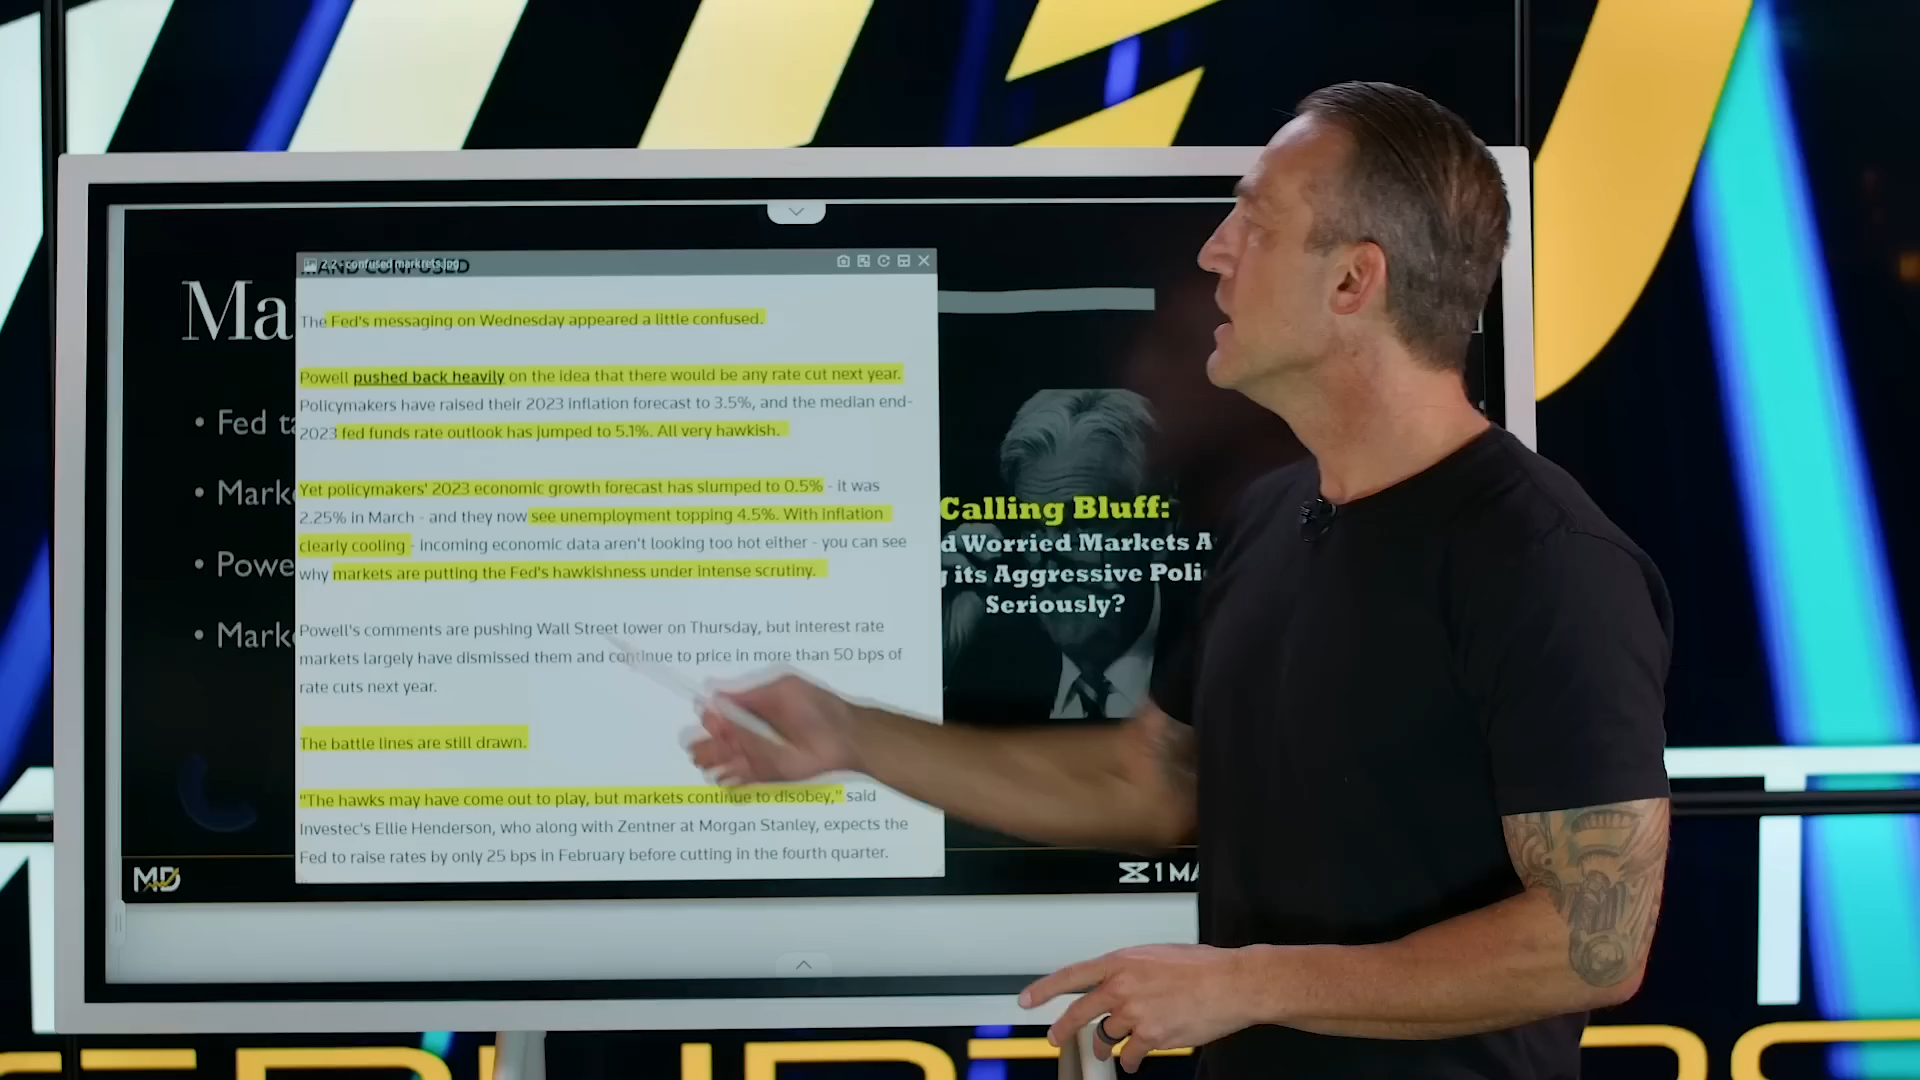 Ma
• Fed
• Mark
• Powe
• Mark
2.2 - confused markrets.jpg
AND CONFUSED
The Fed's messaging on Wednesday appeared a little confused.
Powell pushed back heavily on the idea that there would be any rate cut next year.
Policymakers have raised their 2023 inflation forecast to 3.5%, and the median end-
2023 fed funds rate outlook has jumped to 5.1%. All very hawkish.
Yet policymakers' 2023 economic growth forecast has slumped to 0.5% - it was
2.25% in March - and they now see unemployment topping 4.5%. With inflation
clearly cooling - incoming economic data aren't looking too hot either - you can see
why markets are putting the Fed's hawkishness under intense scrutiny.
Powell's comments are pushing Wall Street lower on Thursday, but interest rate
markets largely have dismissed them and continue to price in more than 50 bps of
rate cuts next year.
The battle lines are still drawn.
"The hawks may have come out to play, but markets continue to disobey," said
Investec's Ellie Henderson, who along with Zentner at Morgan Stanley, expects the
Fed to raise rates by only 25 bps in February before cutting in the fourth quarter.
Calling Bluff:
d Worried Markets A
its Aggressive Poli
Seriously?
MD
1 MA